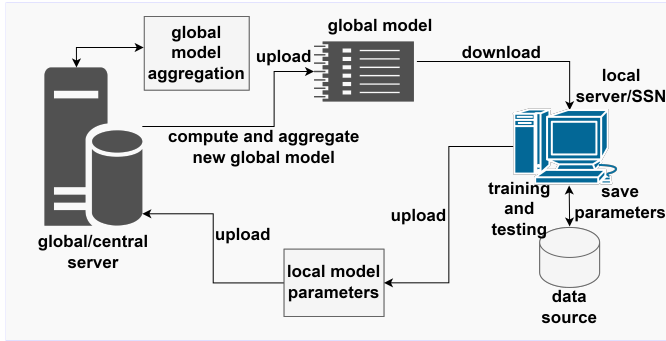 global
model
aggregation
global model
upload
download
local
server/SSN
compute and aggregate
new global model
training
and
testing
save
parameters
upload
upload
global/central
server
local model
parameters
data
source